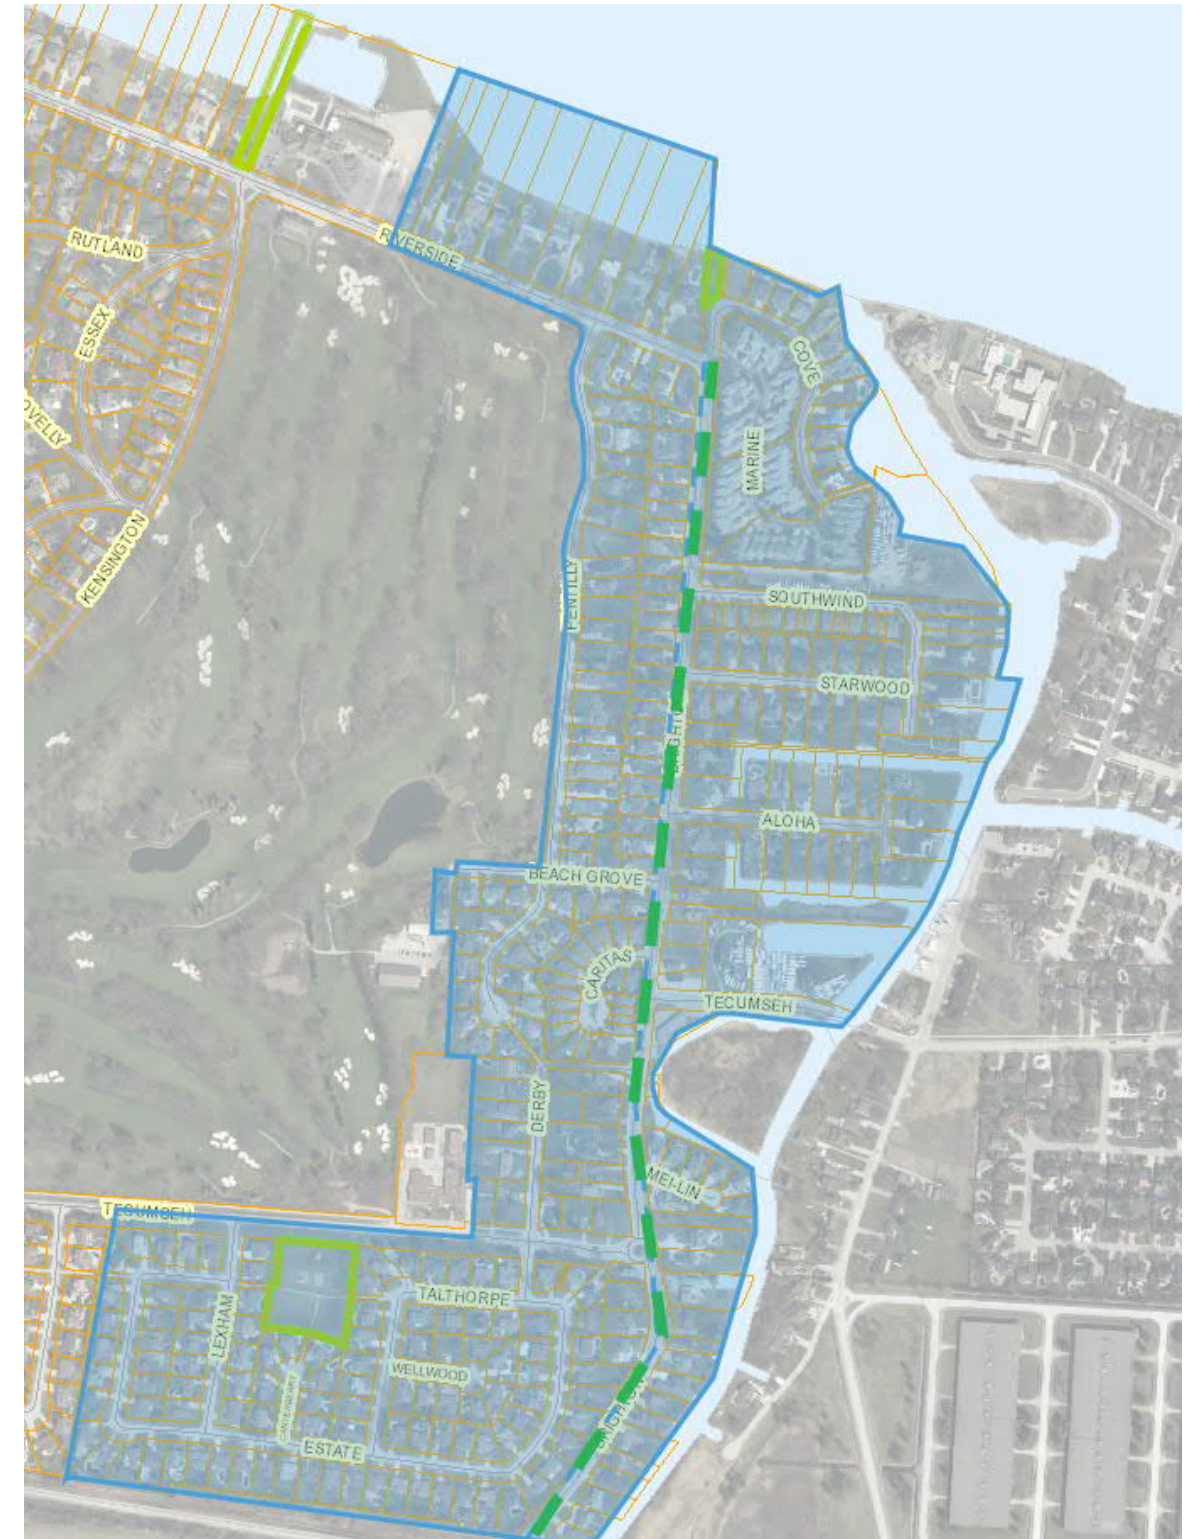 RIVERSIDE
RUTLAND
ESSEX
COVE
OVELLY
MARINE
KENSINGTON
PENTILLY
SOUTHWIND
STARWOOD
ALOHA
BEACH GROVE
CARITAS
TECUMSEH
DERBY
MEI-LIN
TECUMSEH
TALTHORPE
LEXHAM
WELLWOOD
CANTERBURY
ESTATE